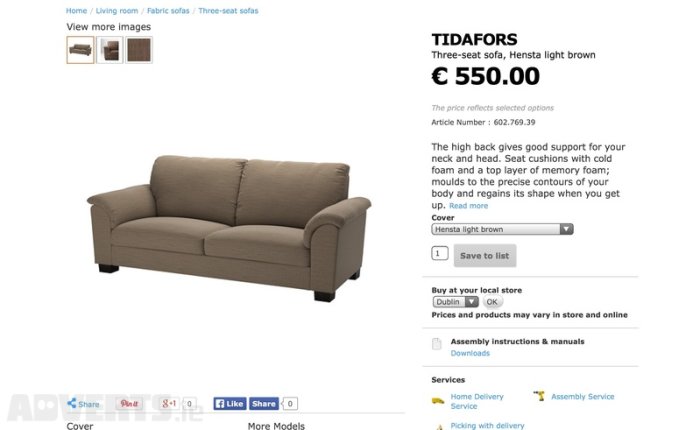 Home / Living room / Fabric sofas / Three-seat sofas
View more images
TIDAFORS
Three-seat sofa, Hensta light brown
€ 550.00
The price reflects selected options
Article Number : 602.769.39
The high back gives good support for your
neck and head. Seat cushions with cold
foam and a top layer of memory foam;
moulds to the precise contours of your
body and regains its shape when you get
up. Read more
Cover
Hensta light brown
1 Save to list
Buy at your local store
Dublin OK
Prices and products may vary in store and online
Assembly instructions & manuals
Downloads
Services
Home Delivery
Service
Assembly Service
Picking with delivery
Share Pin it g+1 0 Like Share 0
ADVERTS.ie
Cover More Models